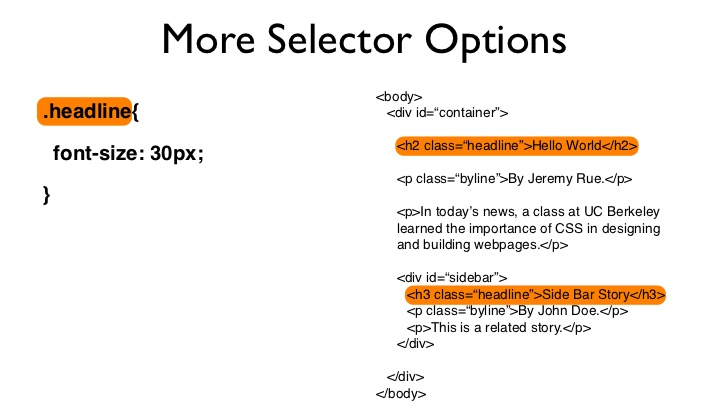 More Selector Options
.headline{
font-size: 30px;
}
<body>
<div id=“container”>
<h2 class=“headline”>Hello World</h2>
<p class=“byline”>By Jeremy Rue.</p>
<p>In today’s news, a class at UC Berkeley
learned the importance of CSS in designing
and building webpages.</p>
<div id=“sidebar”>
<h3 class=“headline”>Side Bar Story</h3>
<p class=“byline”>By John Doe.</p>
<p>This is a related story.</p>
</div>
</div>
</body>